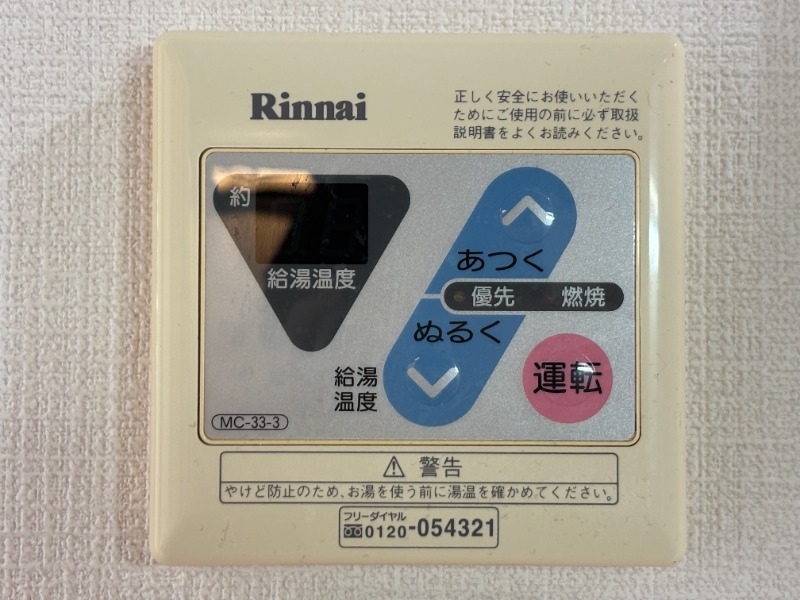 Rinnai
正しく安全にお使いいただく
ためにご使用の前に必ず取扱
説明書をよくお読みください。
約
給湯温度
あつく
優先 燃焼
ぬるく
給湯
温度
運転
MC-33-3
⚠ 警告
やけど防止のため、お湯を使う前に湯温を確かめてください。
フリーダイヤル
0120-054321